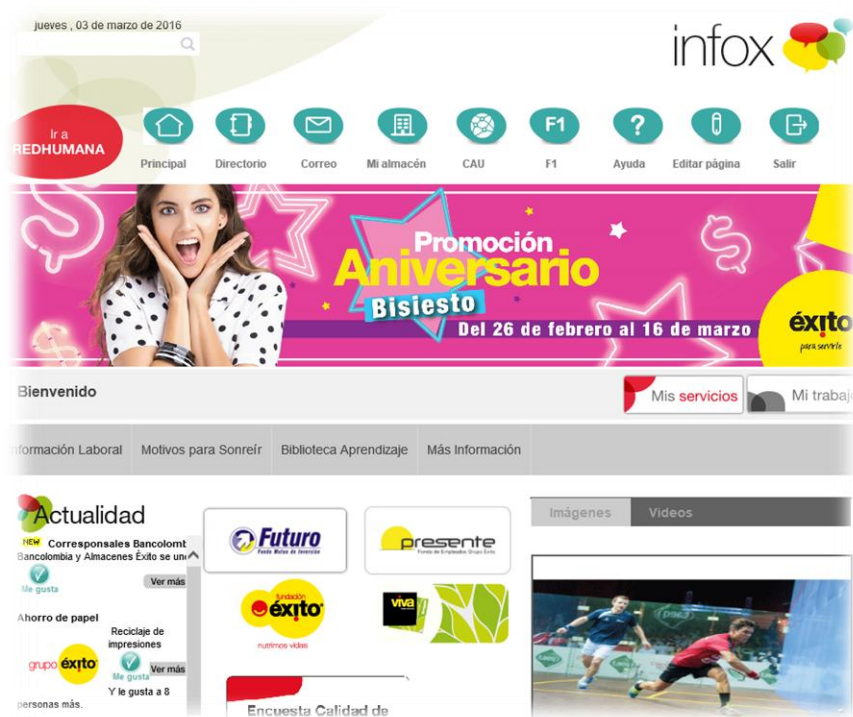 jueves , 03 de marzo de 2016
infox
Ir a
REDHUMANA
Principal
Directorio
Correo
Mi almacén
CAU
F1
F1
?
Ayuda
Editar página
Salir
Promoción
Aniversario
Bisiesto
Del 26 de febrero al 16 de marzo
éxito
para servirte
Bienvenido
Mis servicios
Mi trabajo
nformación Laboral
Motivos para Sonreír
Biblioteca Aprendizaje
Más Información
Actualidad
NEW Corresponsales Bancolomb
Bancolombia y Almacenes Éxito se une
Me gusta
Ver más
Ahorro de papel
Reciclaje de
impresiones
grupo éxito
Me gusta
Ver más
Y le gusta a 8
personas más.
Futuro
Fondo Mutuo de Inversión
presente
Fondo de Empleados Grupo Éxito
fundación
éxito
nutrimos vidas
viva
Encuesta Calidad de
Imágenes
Videos